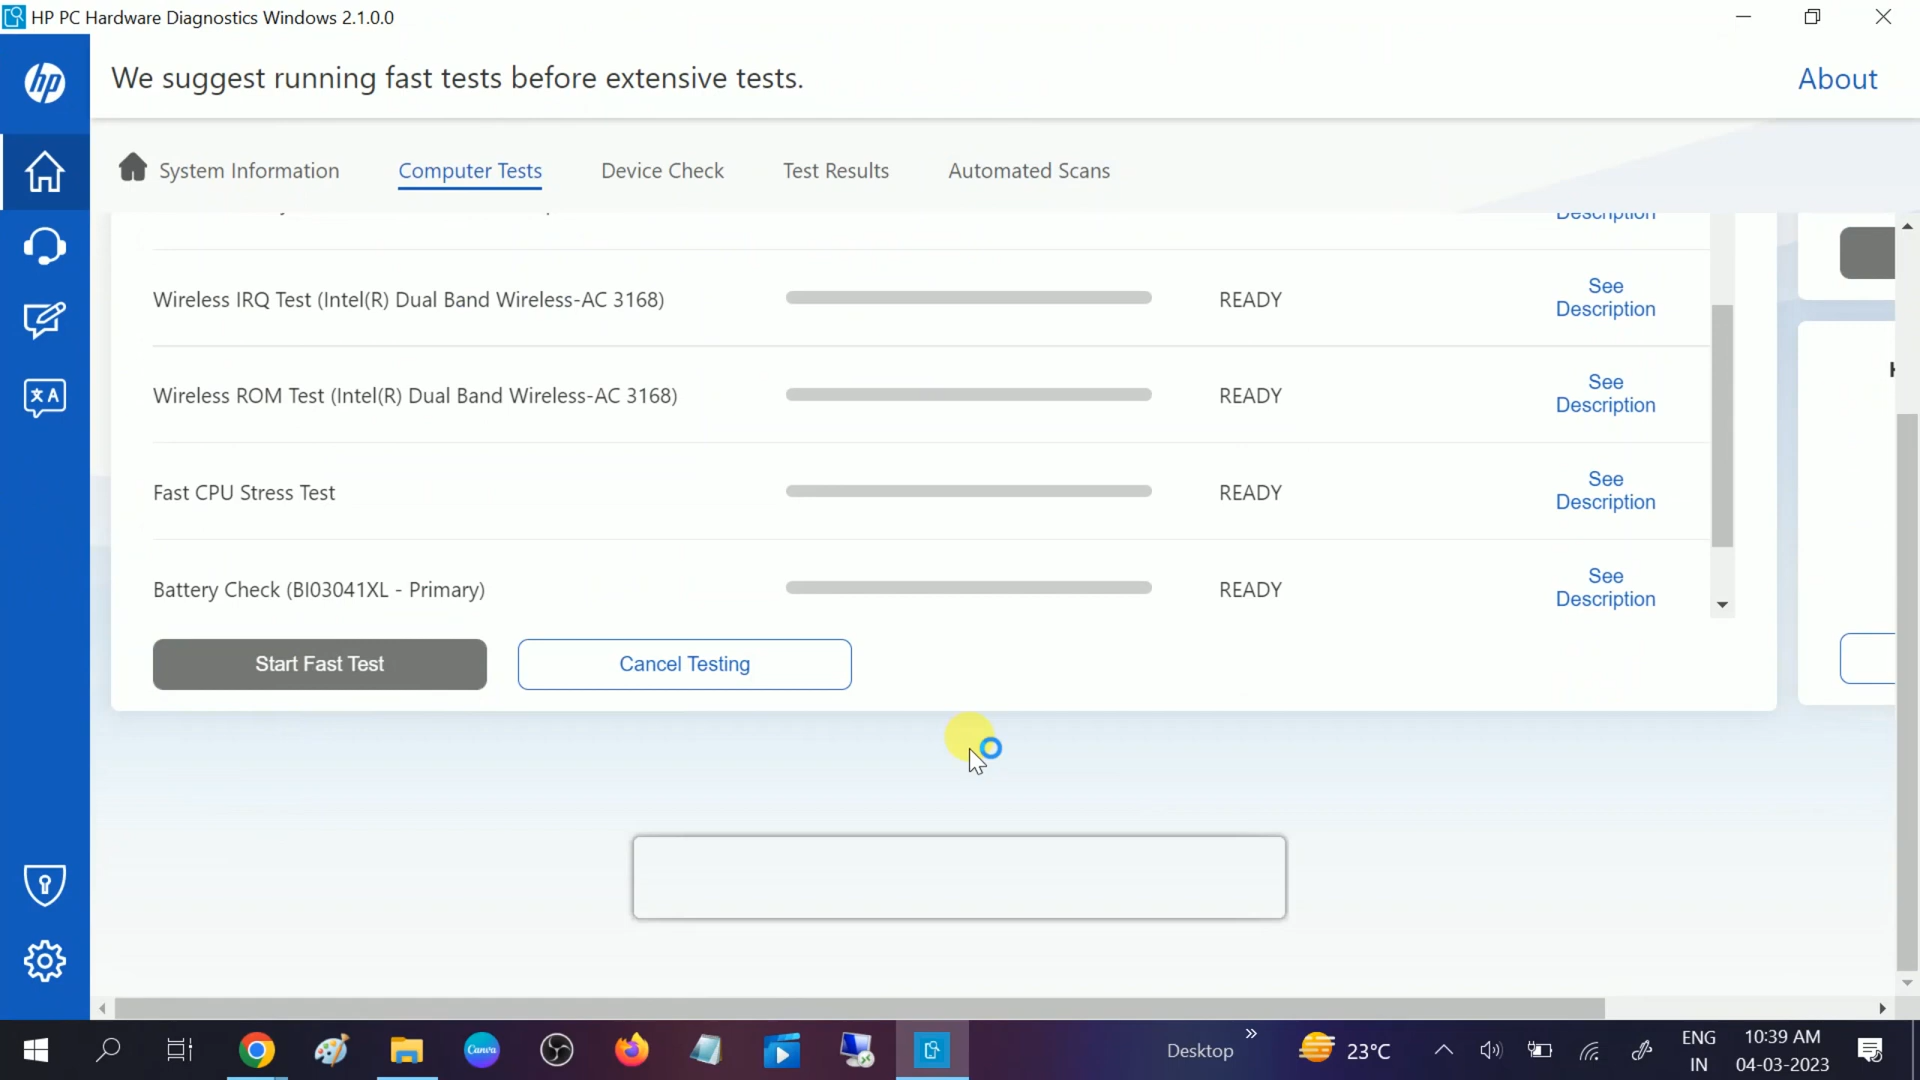 HP PC Hardware Diagnostics Windows 2.1.0.0
hp
We suggest running fast tests before extensive tests.
About
System Information
Computer Tests
Device Check
Test Results
Automated Scans
Description
Wireless IRQ Test (Intel(R) Dual Band Wireless-AC 3168)
READY
See
Description
Wireless ROM Test (Intel(R) Dual Band Wireless-AC 3168)
READY
See
Description
Fast CPU Stress Test
READY
See
Description
Battery Check (BI03041XL - Primary)
READY
See
Description
Start Fast Test
Cancel Testing
Canva
Desktop
23°C
ENG
IN
10:39 AM
04-03-2023